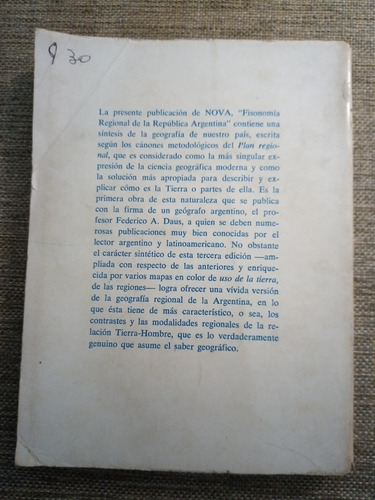 9 30
La presente publicación de NOVA, "Fisonomía
Regional de la República Argentina" contiene una
síntesis de la geografía de nuestro país, escrita
según los cánones metodológicos del Plan regio-
nal, que es considerado como la más singular ex-
presión de la ciencia geográfica moderna y como
la solución más apropiada para describir y ex-
plicar cómo es la Tierra o partes de ella. Es la
primera obra de esta naturaleza que se publica
con la firma de un geógrafo argentino, el pro-
fesor Federico A. Daus, a quien se deben nume-
rosas publicaciones muy bien conocidas por el
lector argentino y latinoamericano. No obstante
el carácter sintético de esta tercera edición —am-
pliada con respecto de las anteriores y enrique-
cida por varios mapas en color de uso de la tierra,
de las regiones— logra ofrecer una vívida versión
de la geografía regional de la Argentina, en lo
que ésta tiene de más característico, o sea, los
contrastes y las modalidades regionales de la re-
lación Tierra-Hombre, que es lo verdaderamente
genuino que asume el saber geográfico.